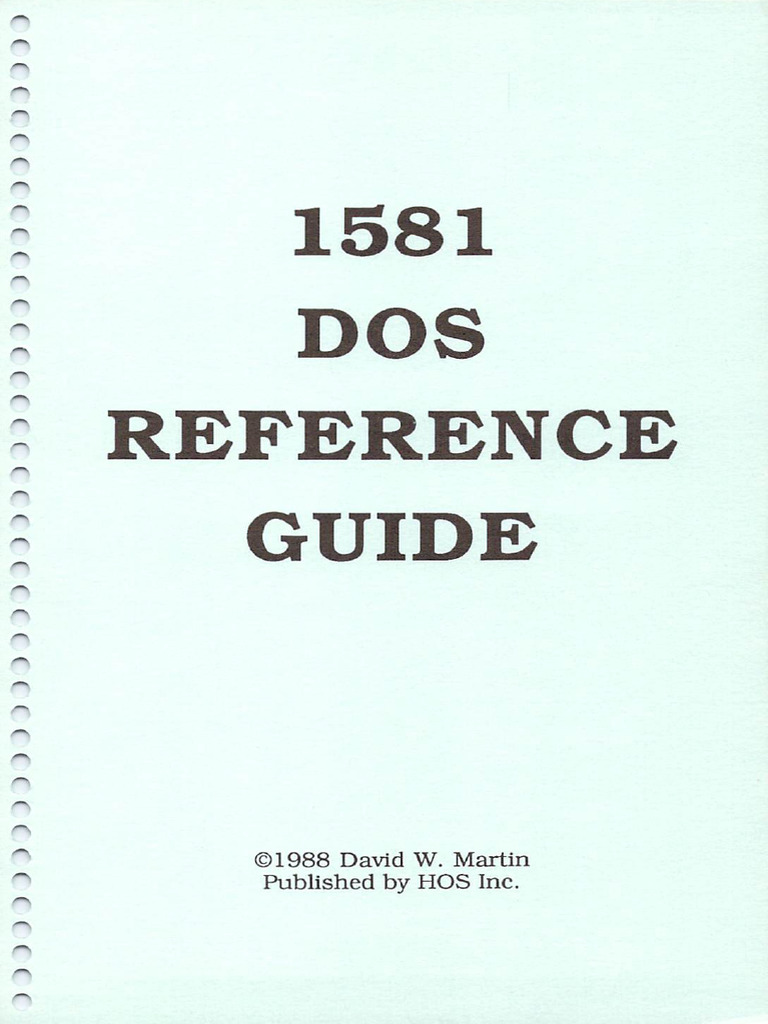 1581
DOS
REFERENCE
GUIDE
©1988 David W. Martin
Published by HOS Inc.